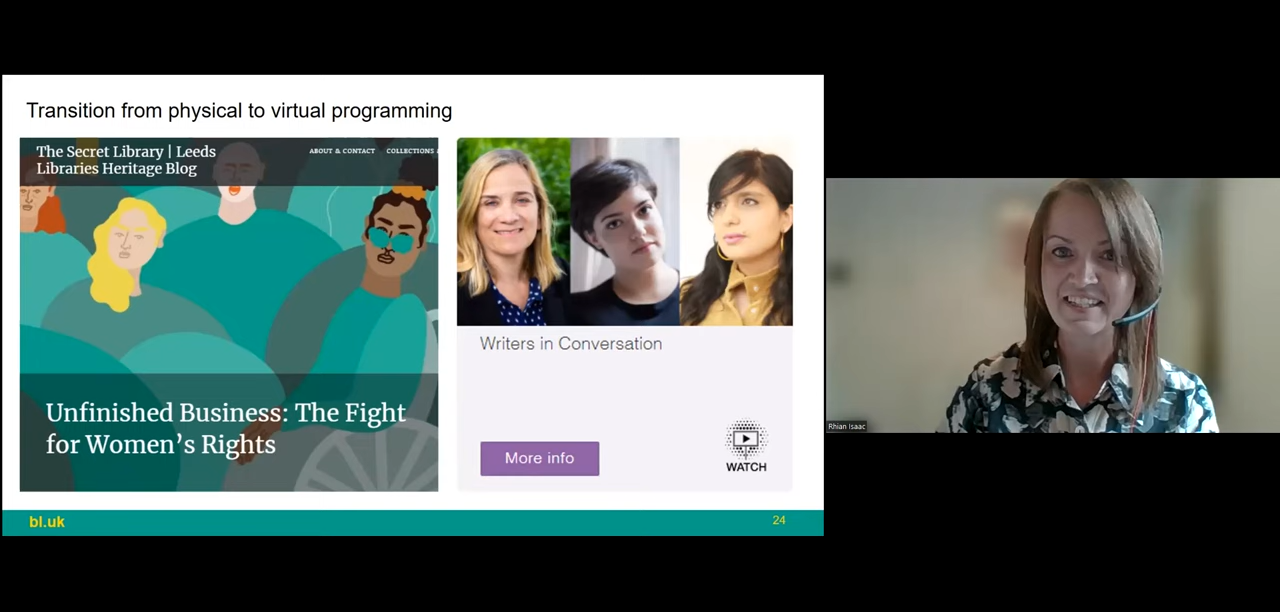 Transition from physical to virtual programming
The Secret Library | Leeds
Libraries Heritage Blog
ABOUT & CONTACT
COLLECTIONS &
Unfinished Business: The Fight
for Women's Rights
Writers in Conversation
More info
WATCH
bl.uk
24
Rhian Isaac